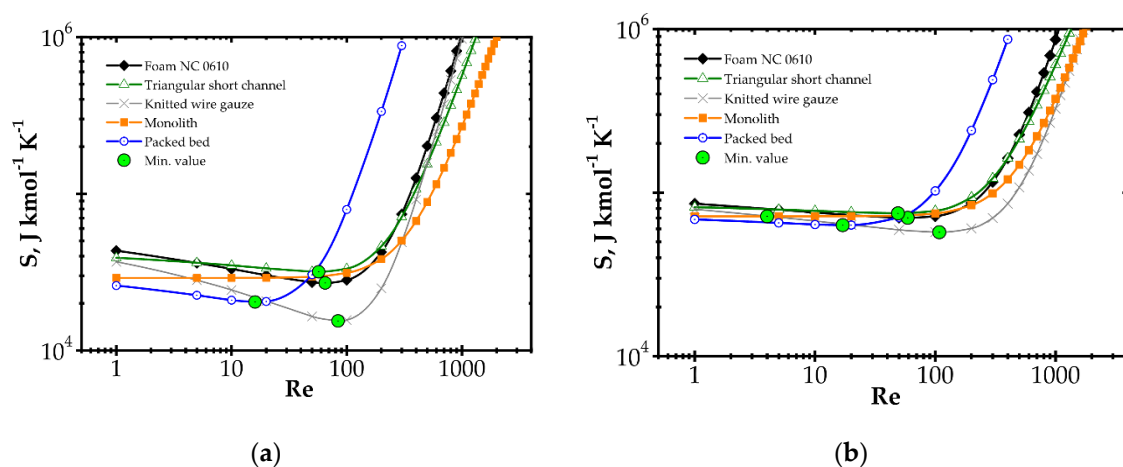 10⁶
S, J kmol⁻¹ K⁻¹
10⁴
Foam NC 0610
Triangular short channel
Knitted wire gauze
Monolith
Packed bed
Min. value
1 10 100 1000
Re
(a)
10⁶
S, J kmol⁻¹ K⁻¹
10⁴
Foam NC 0610
Triangular short channel
Knitted wire gauze
Monolith
Packed bed
Min. value
1 10 100 1000
Re
(b)